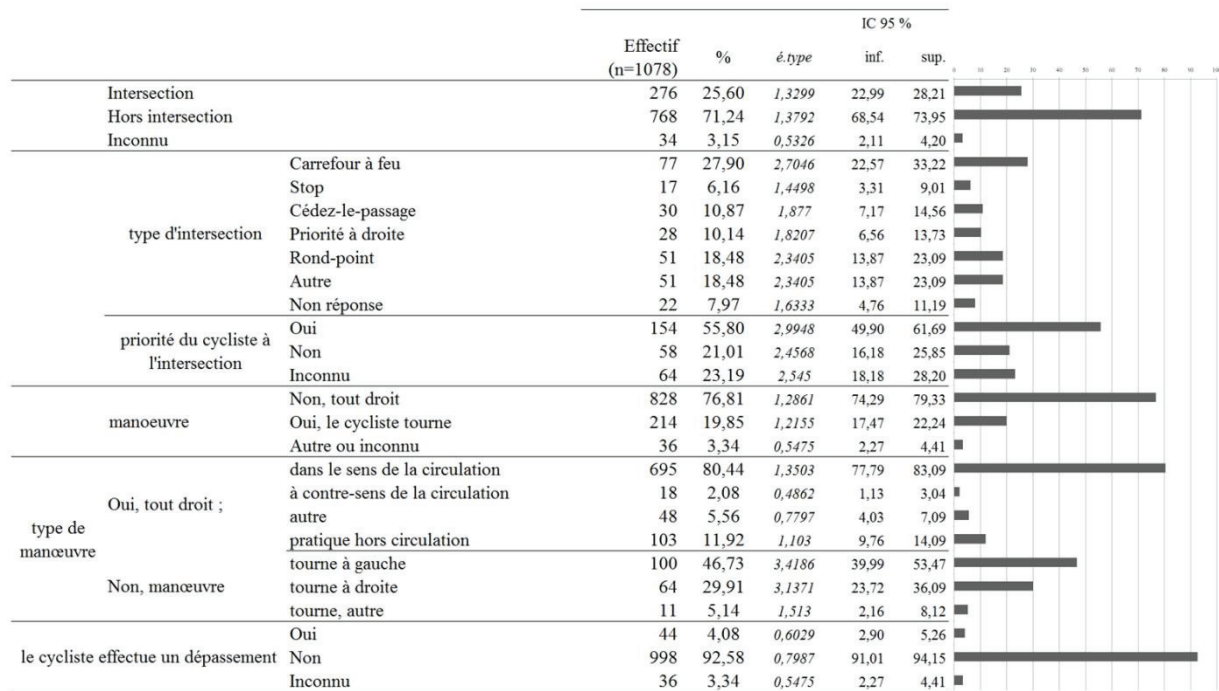 IC 95 %
Effectif (n=1078) % é.type inf. sup.
0 10 20 30 40 50 60 70 80 90 100
Intersection 276 25,60 1,3299 22,99 28,21
Hors intersection 768 71,24 1,3792 68,54 73,95
Inconnu 34 3,15 0,5326 2,11 4,20
type d'intersection
Carrefour à feu 77 27,90 2,7046 22,57 33,22
Stop 17 6,16 1,4498 3,31 9,01
Cédez-le-passage 30 10,87 1,877 7,17 14,56
Priorité à droite 28 10,14 1,8207 6,56 13,73
Rond-point 51 18,48 2,3405 13,87 23,09
Autre 51 18,48 2,3405 13,87 23,09
Non réponse 22 7,97 1,6333 4,76 11,19
priorité du cycliste à
l'intersection
Oui 154 55,80 2,9948 49,90 61,69
Non 58 21,01 2,4568 16,18 25,85
Inconnu 64 23,19 2,545 18,18 28,20
manoeuvre
Non, tout droit 828 76,81 1,2861 74,29 79,33
Oui, le cycliste tourne 214 19,85 1,2155 17,47 22,24
Autre ou inconnu 36 3,34 0,5475 2,27 4,41
type de
manœuvre
Oui, tout droit ;
dans le sens de la circulation 695 80,44 1,3503 77,79 83,09
à contre-sens de la circulation 18 2,08 0,4862 1,13 3,04
autre 48 5,56 0,7797 4,03 7,09
pratique hors circulation 103 11,92 1,103 9,76 14,09
Non, manœuvre
tourne à gauche 100 46,73 3,4186 39,99 53,47
tourne à droite 64 29,91 3,1371 23,72 36,09
tourne, autre 11 5,14 1,513 2,16 8,12
le cycliste effectue un dépassement
Oui 44 4,08 0,6029 2,90 5,26
Non 998 92,58 0,7987 91,01 94,15
Inconnu 36 3,34 0,5475 2,27 4,41